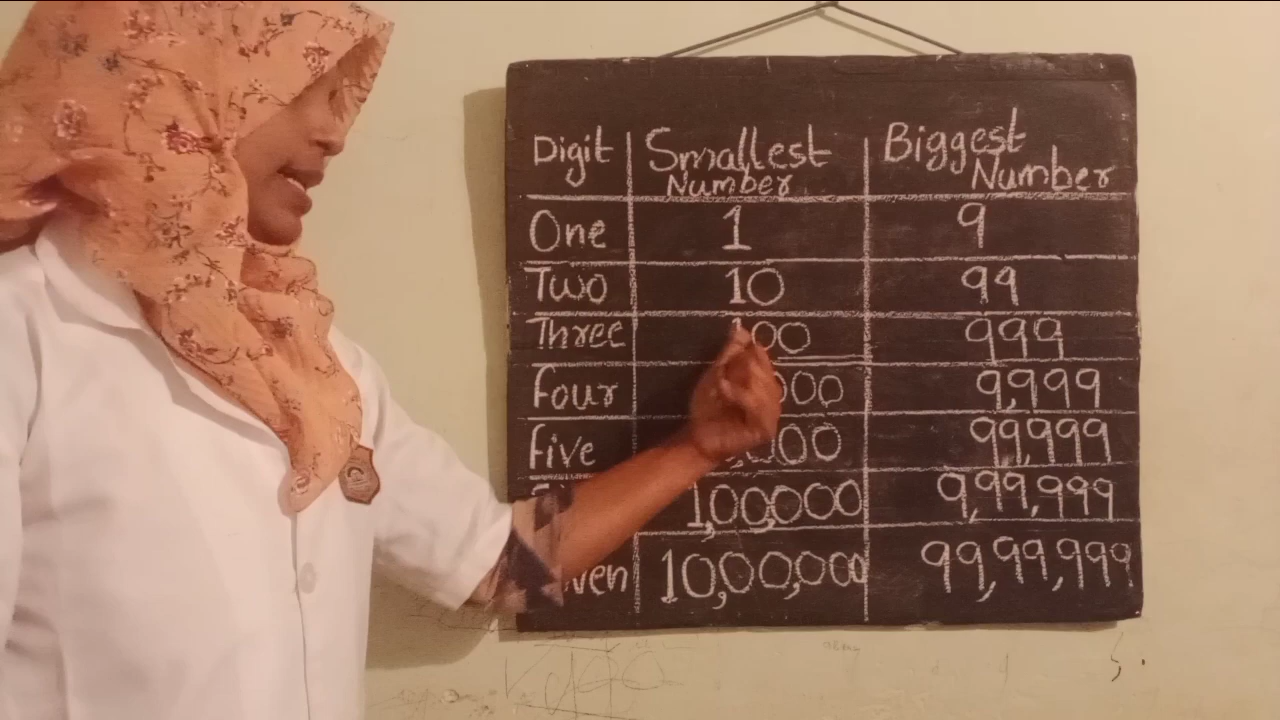 Digit Smallest Number Biggest Number
One 1 9
Two 10 99
Three 100 999
Four 9,999
Five 99,999
1,00,000 9,99,999
10,00,000 99,99,999